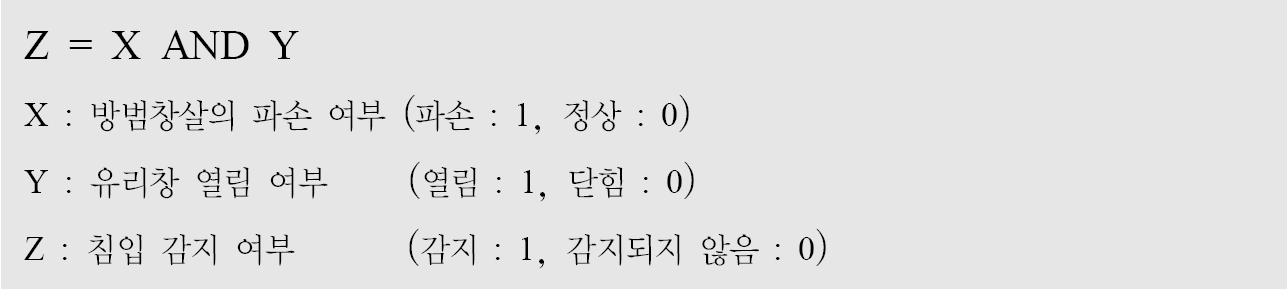 Z = X AND Y
X : 방범창살의 파손 여부 (파손 : 1, 정상 : 0)
Y : 유리창 열림 여부 (열림 : 1, 닫힘 : 0)
Z : 침입 감지 여부 (감지 : 1, 감지되지 않음 : 0)